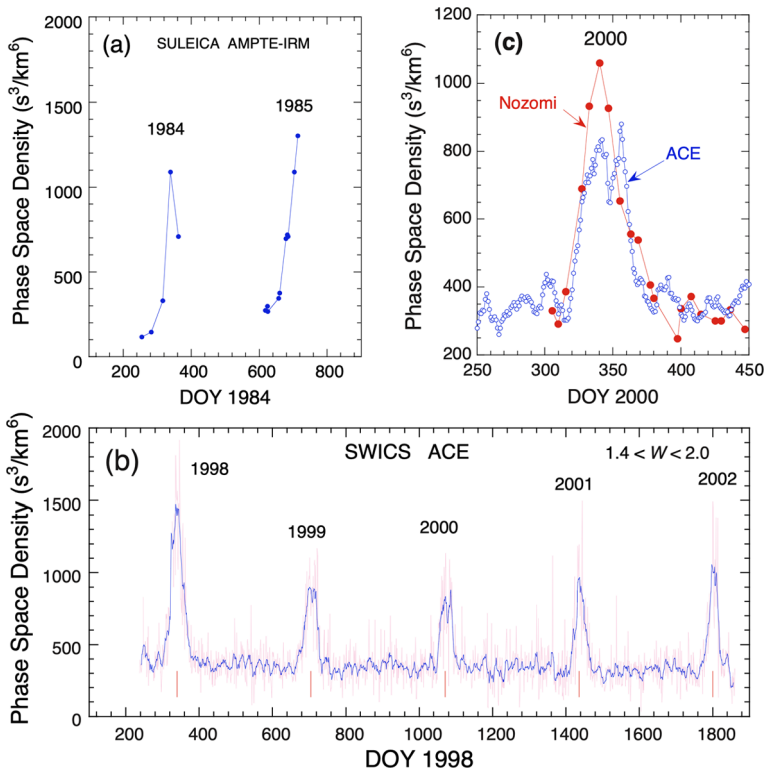 (a) SULEICA AMPTE-IRM
1984
1985
Phase Space Density (s³/km⁶)
2000
1500
1000
500
0
200 400 600 800
DOY 1984
(c) 2000
Nozomi
ACE
Phase Space Density (s³/km⁶)
1200
1000
800
600
400
200
250 300 350 400 450
DOY 2000
(b) SWICS ACE 1.4 < W < 2.0
1998
1999
2000
2001
2002
Phase Space Density (s³/km⁶)
2000
1500
1000
500
0
200 400 600 800 1000 1200 1400 1600 1800
DOY 1998